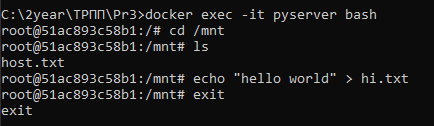 C:\2year\ТРПП\Pr3>docker exec -it pyserver bash
root@51ac893c58b1:/# cd /mnt
root@51ac893c58b1:/mnt# ls
host.txt
root@51ac893c58b1:/mnt# echo "hello world" > hi.txt
root@51ac893c58b1:/mnt# exit
exit